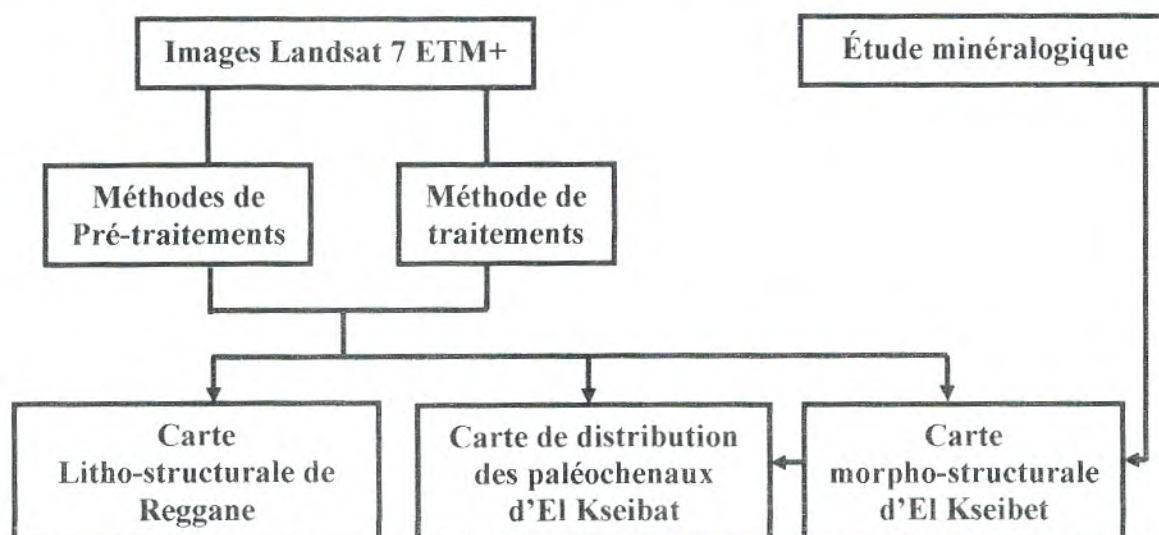 Images Landsat 7 ETM+
Étude minéralogique
Méthodes de
Pré-traitements
Méthode de
traitements
Carte
Litho-structurale de
Reggane
Carte de distribution
des paléochenaux
d'El Kseibat
Carte
morpho-structurale
d'El Kseibet